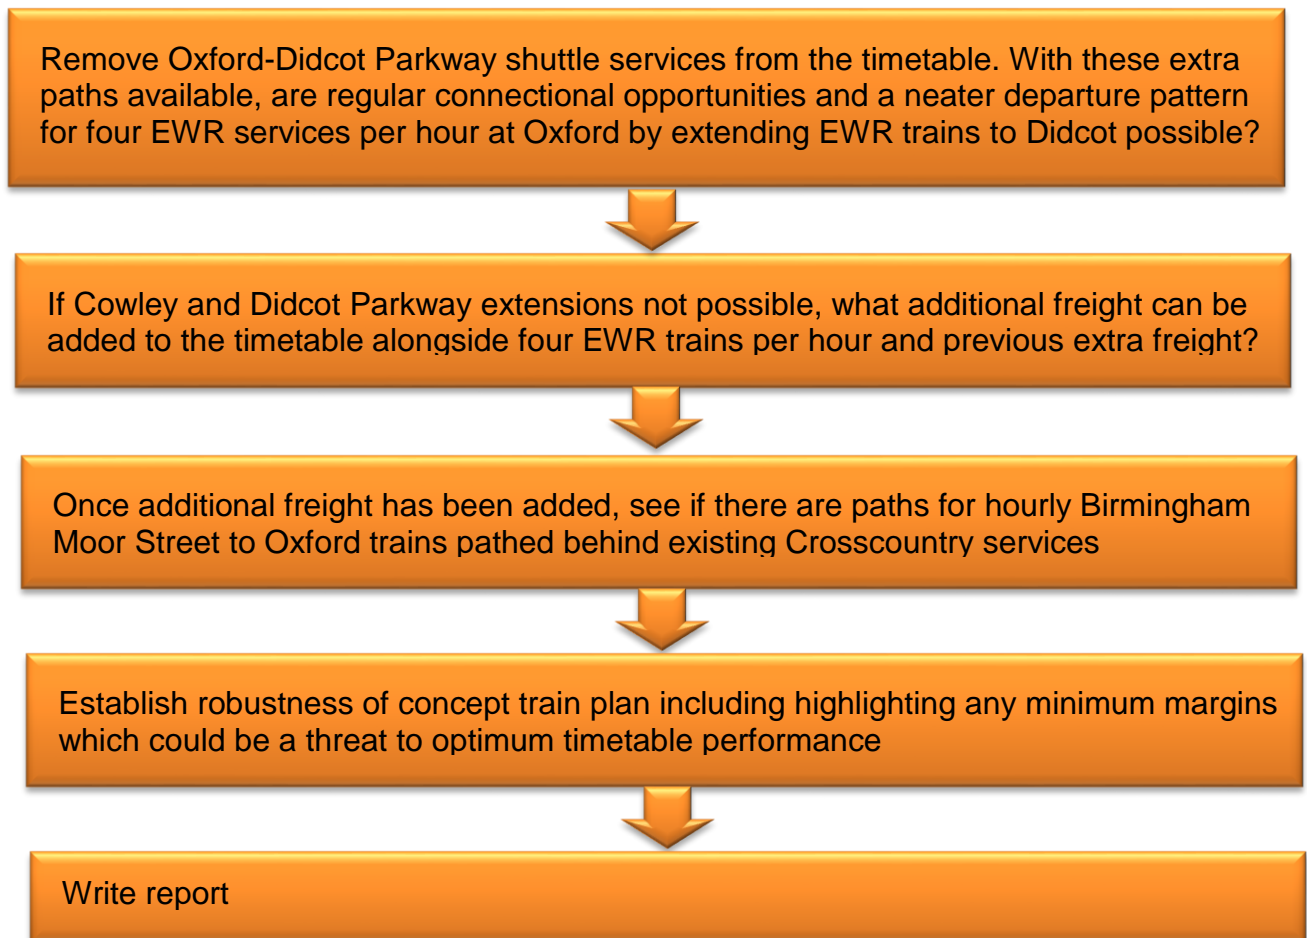 Remove Oxford-Didcot Parkway shuttle services from the timetable. With these extra
paths available, are regular connectional opportunities and a neater departure pattern
for four EWR services per hour at Oxford by extending EWR trains to Didcot possible?
If Cowley and Didcot Parkway extensions not possible, what additional freight can be
added to the timetable alongside four EWR trains per hour and previous extra freight?
Once additional freight has been added, see if there are paths for hourly Birmingham
Moor Street to Oxford trains pathed behind existing Crosscountry services
Establish robustness of concept train plan including highlighting any minimum margins
which could be a threat to optimum timetable performance
Write report